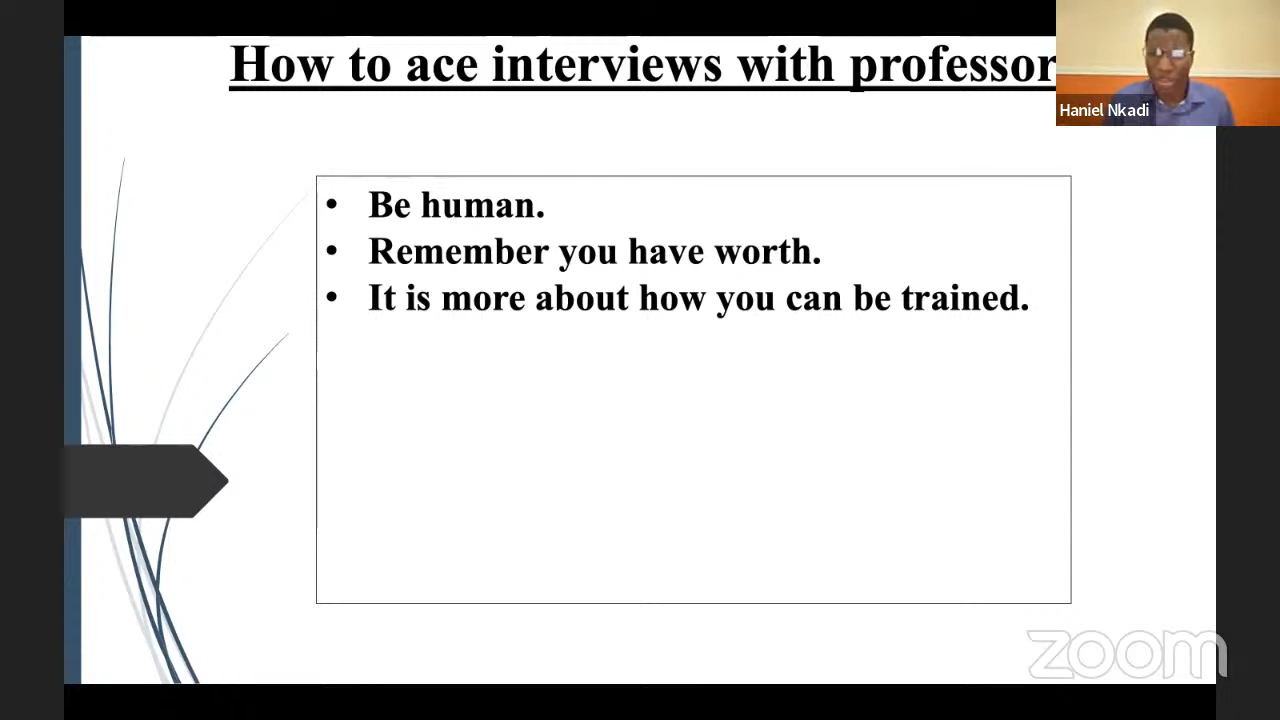 How to ace interviews with professor
Haniel Nkadi
• Be human.
• Remember you have worth.
• It is more about how you can be trained.
zoom